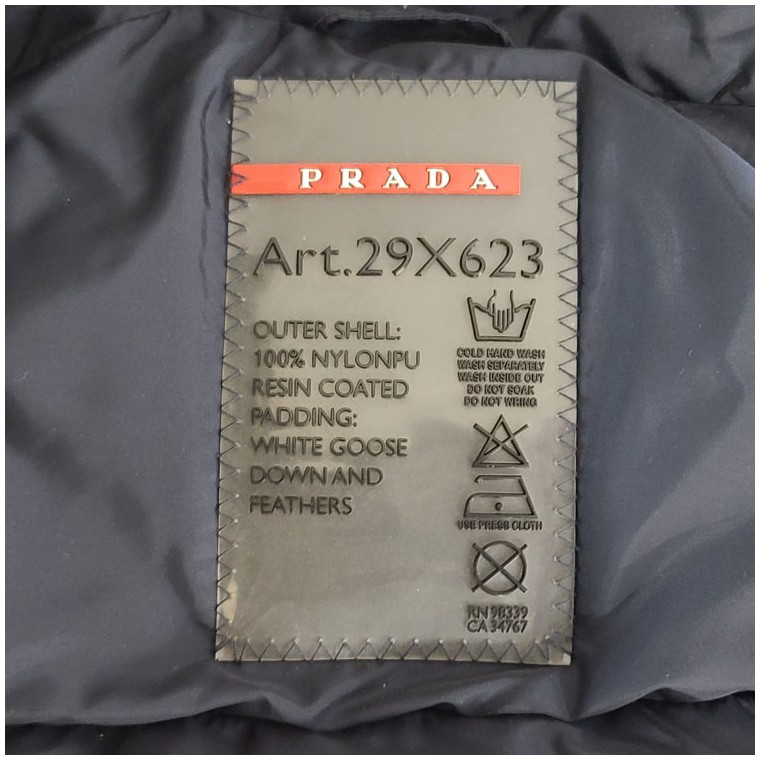 PRADA
Art.29X623
OUTER SHELL:
100% NYLONPU
RESIN COATED
PADDING:
WHITE GOOSE
DOWN AND
FEATHERS
COLD HAND WASH
WASH SEPARATELY
WASH INSIDE OUT
DO NOT SOAK
DO NOT WRING
USE PRESS CLOTH
RN 98339
CA 34767